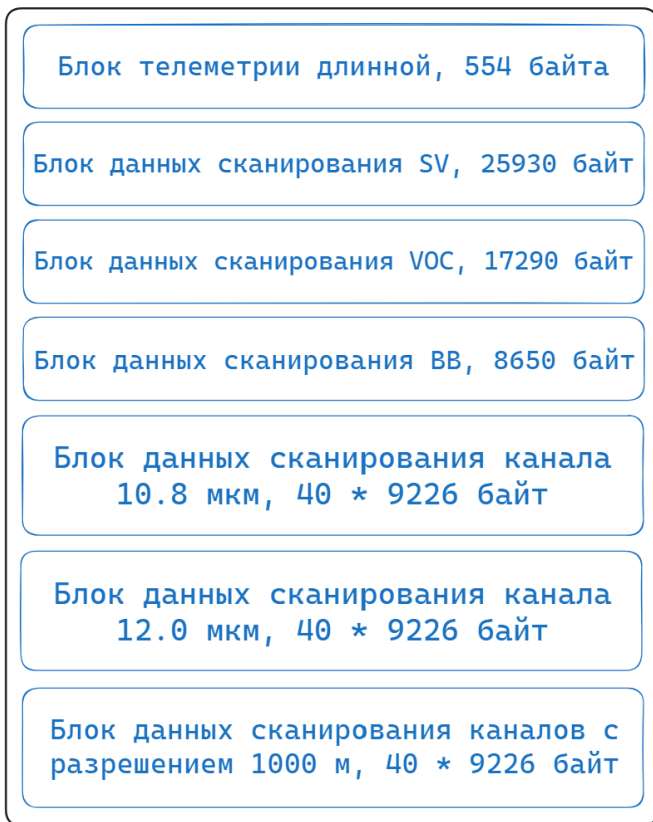 Блок телеметрии длинной, 554 байта
Блок данных сканирования SV, 25930 байт
Блок данных сканирования VOC, 17290 байт
Блок данных сканирования BB, 8650 байт
Блок данных сканирования канала
10.8 мкм, 40 * 9226 байт
Блок данных сканирования канала
12.0 мкм, 40 * 9226 байт
Блок данных сканирования каналов с
разрешением 1000 м, 40 * 9226 байт